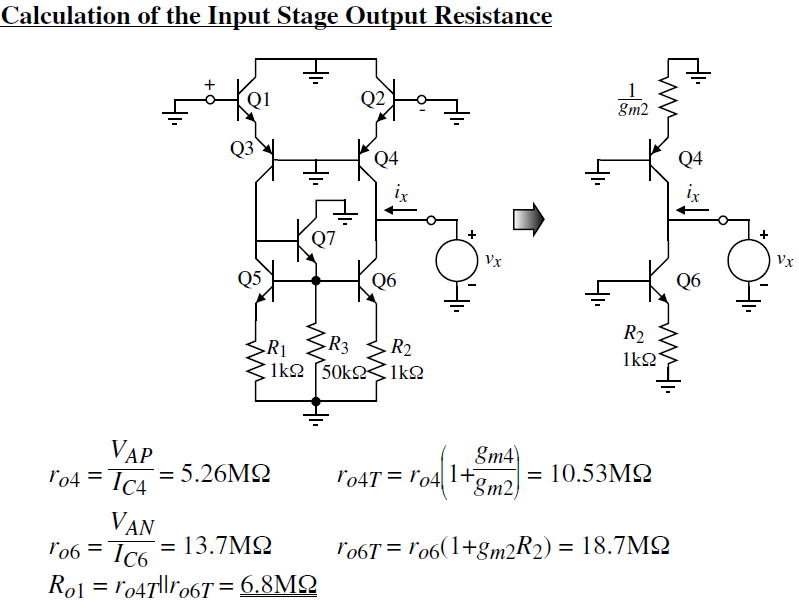 Calculation of the Input Stage Output Resistance
+
Q1
Q2
-
Q3
Q4
i_x
Q7
+
v_x
-
Q5
Q6
R1
1kΩ
R3
50kΩ
R2
1kΩ
1/g_m2
Q4
i_x
+
v_x
-
Q6
R2
1kΩ
r_o4 = V_AP/I_C4 = 5.26MΩ
r_o4T = r_o4(1+g_m4/g_m2) = 10.53MΩ
r_o6 = V_AN/I_C6 = 13.7MΩ
r_o6T = r_o6(1+g_m2R_2) = 18.7MΩ
R_o1 = r_o4T||r_o6T = 6.8MΩ